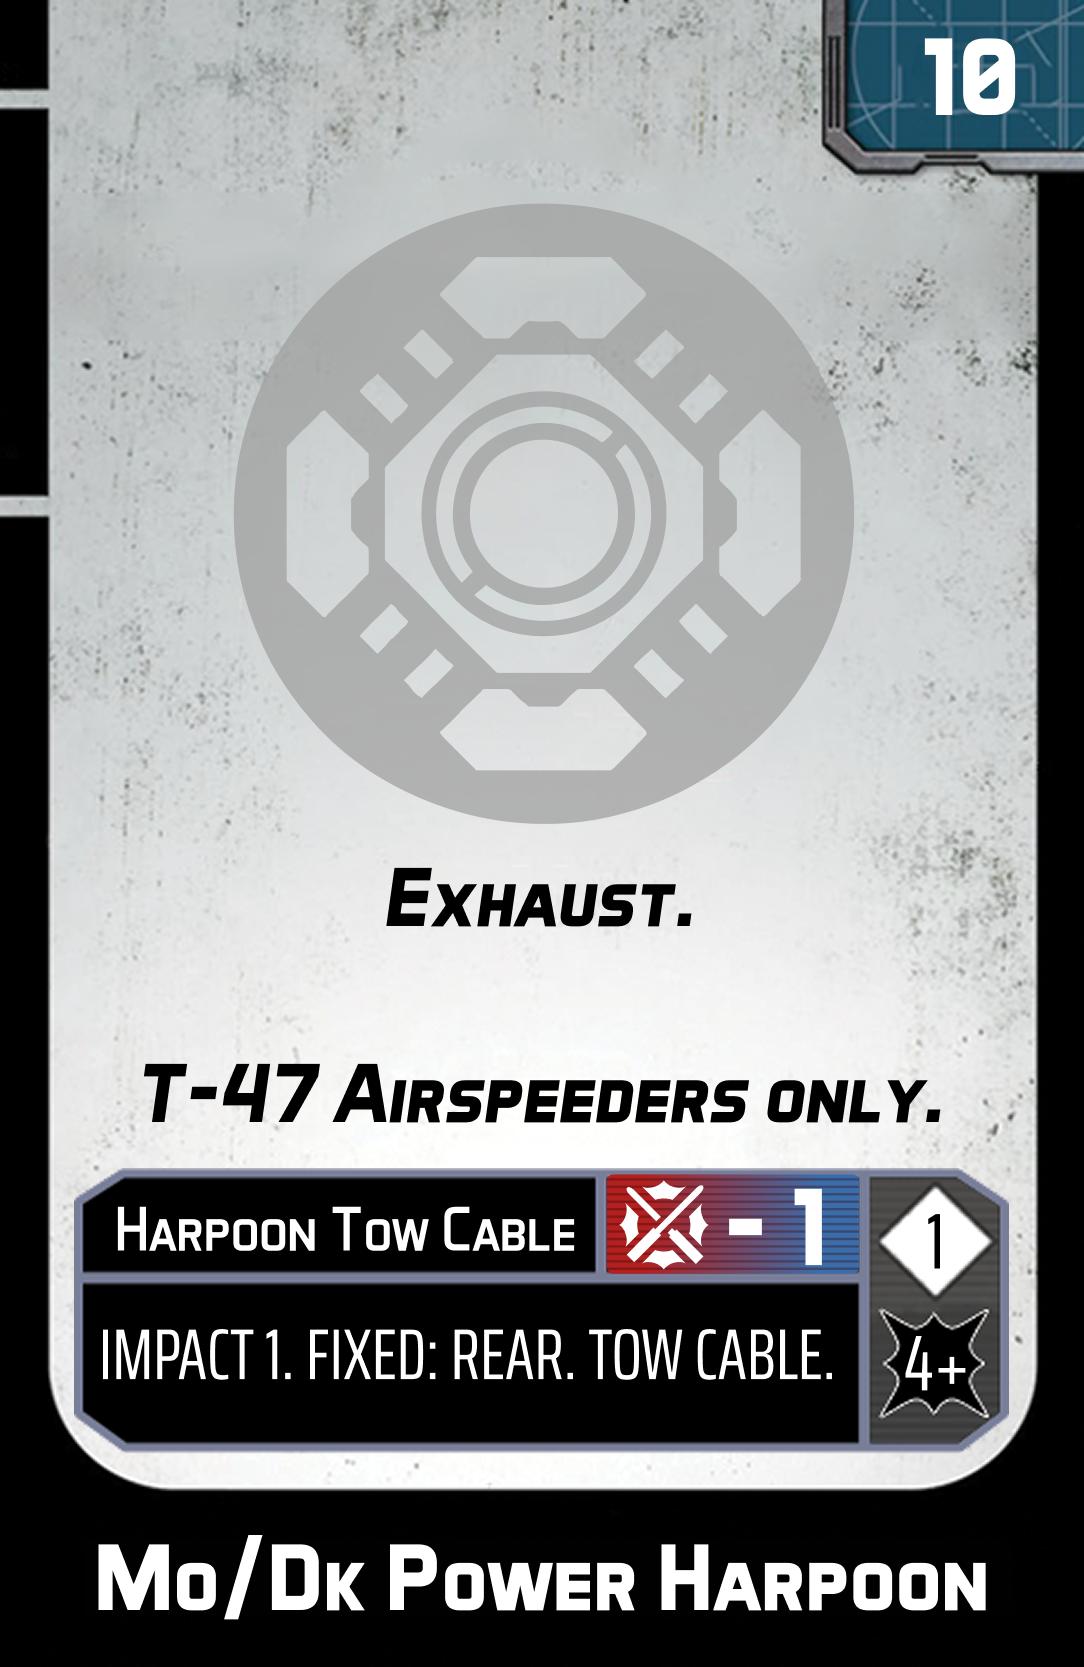 10
Exhaust.
T-47 Airspeeders only.
Harpoon Tow Cable
- 1
1
IMPACT 1. FIXED: REAR. TOW CABLE.
4+
Mo/Dk Power Harpoon